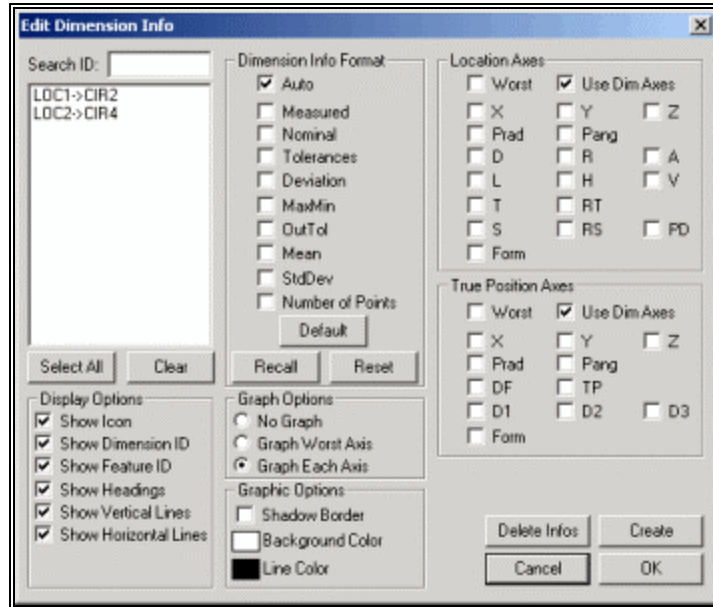 Edit Dimension Info
Search ID:
LOC1->CIR2
LOC2->CIR4
Select All Clear
Display Options
Show Icon
Show Dimension ID
Show Feature ID
Show Headings
Show Vertical Lines
Show Horizontal Lines
Dimension Info Format
Auto
Measured
Nominal
Tolerances
Deviation
MaxMin
OutTol
Mean
StdDev
Number of Points
Default
Recall Reset
Graph Options
No Graph
Graph Worst Axis
Graph Each Axis
Graphic Options
Shadow Border
Background Color
Line Color
Location Axes
Worst Use Dim Axes
X Y Z
Prad Pang
D R A
L H V
T RT
S RS PD
Form
True Position Axes
Worst Use Dim Axes
X Y Z
Prad Pang
DF TP
D1 D2 D3
Form
Delete Infos Create
Cancel OK